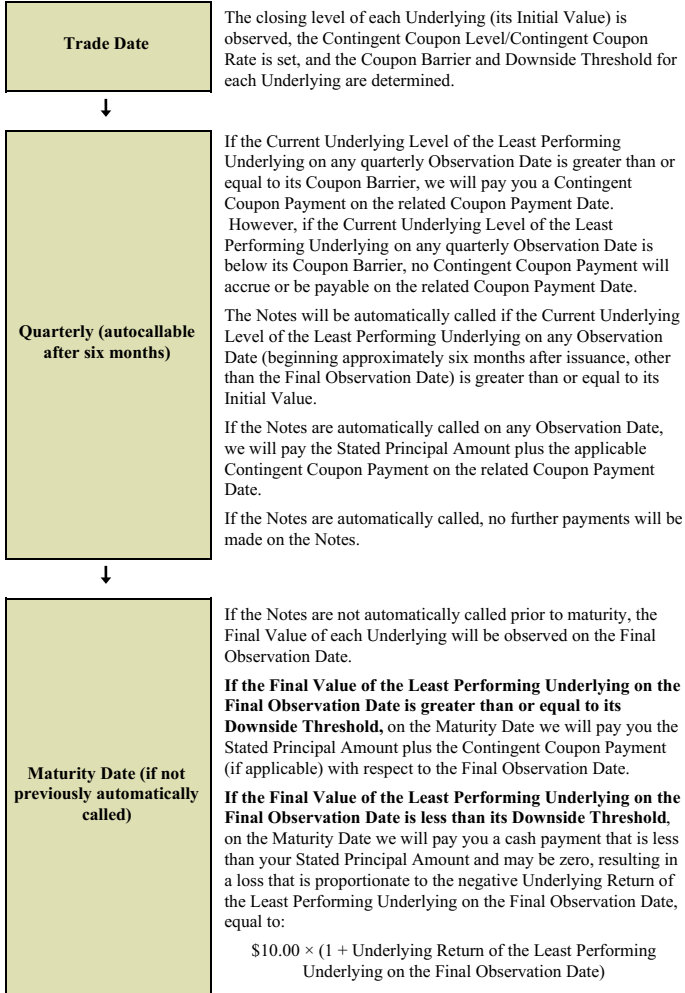 Trade Date
The closing level of each Underlying (its Initial Value) is
observed, the Contingent Coupon Level/Contingent Coupon
Rate is set, and the Coupon Barrier and Downside Threshold for
each Underlying are determined.
↓
Quarterly (autocallable
after six months)
If the Current Underlying Level of the Least Performing
Underlying on any quarterly Observation Date is greater than or
equal to its Coupon Barrier, we will pay you a Contingent
Coupon Payment on the related Coupon Payment Date.
However, if the Current Underlying Level of the Least
Performing Underlying on any quarterly Observation Date is
below its Coupon Barrier, no Contingent Coupon Payment will
accrue or be payable on the related Coupon Payment Date.
The Notes will be automatically called if the Current Underlying
Level of the Least Performing Underlying on any Observation
Date (beginning approximately six months after issuance, other
than the Final Observation Date) is greater than or equal to its
Initial Value.
If the Notes are automatically called on any Observation Date,
we will pay the Stated Principal Amount plus the applicable
Contingent Coupon Payment on the related Coupon Payment
Date.
If the Notes are automatically called, no further payments will be
made on the Notes.
↓
Maturity Date (if not
previously automatically
called)
If the Notes are not automatically called prior to maturity, the
Final Value of each Underlying will be observed on the Final
Observation Date.
If the Final Value of the Least Performing Underlying on the
Final Observation Date is greater than or equal to its
Downside Threshold, on the Maturity Date we will pay you the
Stated Principal Amount plus the Contingent Coupon Payment
(if applicable) with respect to the Final Observation Date.
If the Final Value of the Least Performing Underlying on the
Final Observation Date is less than its Downside Threshold,
on the Maturity Date we will pay you a cash payment that is less
than your Stated Principal Amount and may be zero, resulting in
a loss that is proportionate to the negative Underlying Return of
the Least Performing Underlying on the Final Observation Date,
equal to:
$10.00 × (1 + Underlying Return of the Least Performing
Underlying on the Final Observation Date)